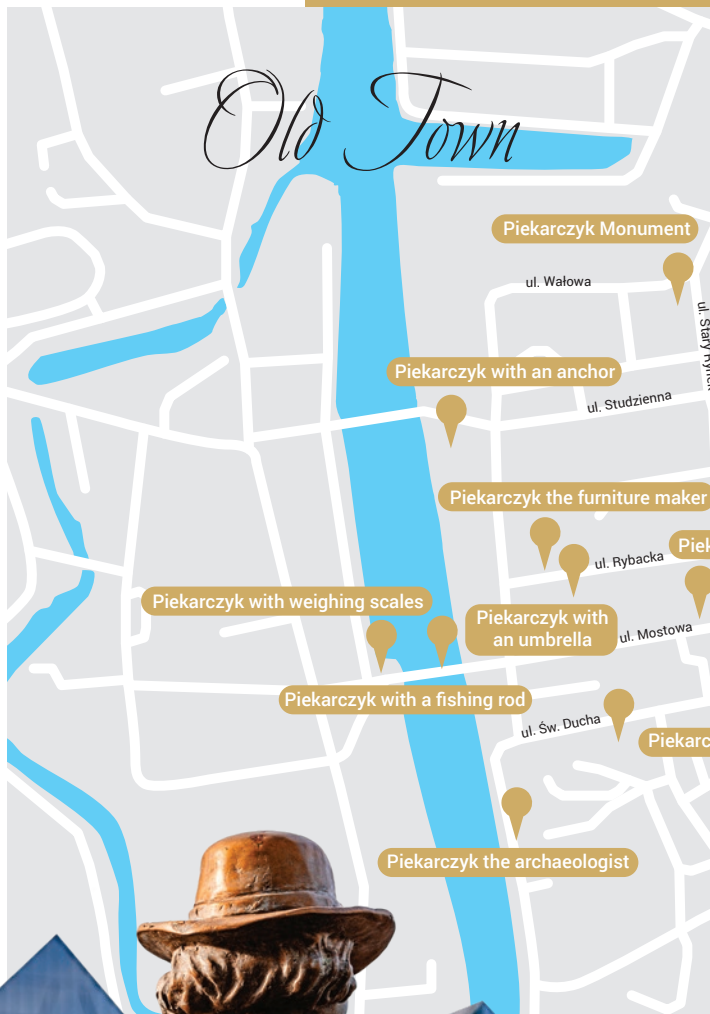 Old Town
Piekarczyk Monument
ul. Wałowa
ul. Stary Rynek
Piekarczyk with an anchor
ul. Studzienna
Piekarczyk the furniture maker
ul. Rybacka
Piek
Piekarczyk with weighing scales
Piekarczyk with
an umbrella
ul. Mostowa
Piekarczyk with a fishing rod
ul. Św. Ducha
Piekarc
Piekarczyk the archaeologist